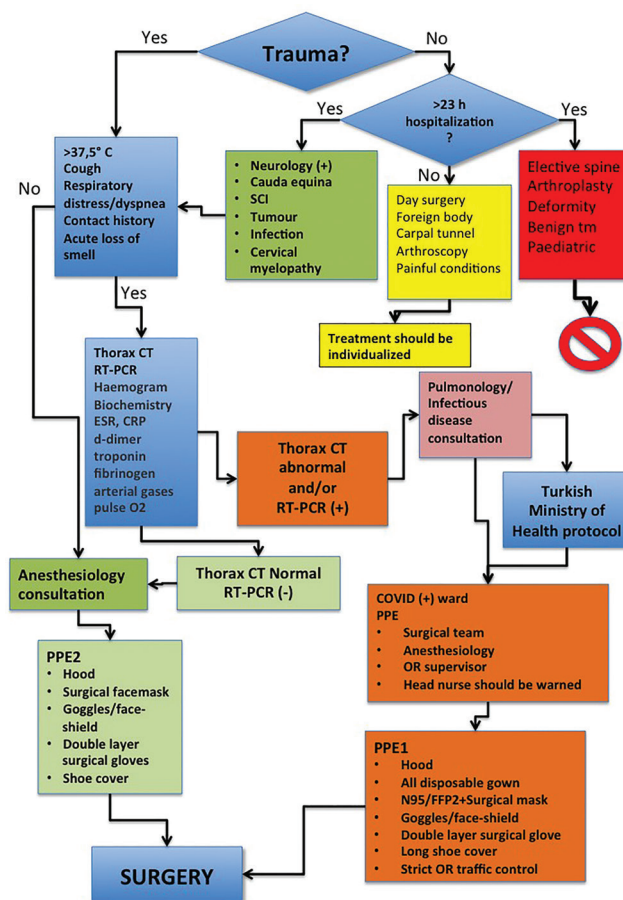 Trauma?
Yes
No
>23 h
hospitalization
?
Yes
Yes
No
>37,5° C
Cough
Respiratory
distress/dyspnea
Contact history
Acute loss of
smell
No
Yes
• Neurology (+)
• Cauda equina
• SCI
• Tumour
• Infection
• Cervical
myelopathy
Day surgery
Foreign body
Carpal tunnel
Arthroscopy
Painful conditions
Elective spine
Arthroplasty
Deformity
Benign tm
Paediatric
Treatment should be
individualized
Thorax CT
RT-PCR
Haemogram
Biochemistry
ESR, CRP
d-dimer
troponin
fibrinogen
arterial gases
pulse O2
Thorax CT
abnormal
and/or
RT-PCR (+)
Pulmonology/
Infectious
disease
consultation
Turkish
Ministry of
Health protocol
Anesthesiology
consultation
Thorax CT Normal
RT-PCR (-)
COVID (+) ward
PPE
• Surgical team
• Anesthesiology
• OR supervisor
• Head nurse should be warned
PPE2
• Hood
• Surgical facemask
• Goggles/face-
shield
• Double layer
surgical gloves
• Shoe cover
PPE1
• Hood
• All disposable gown
• N95/FFP2+Surgical mask
• Goggles/face-shield
• Double layer surgical glove
• Long shoe cover
• Strict OR traffic control
SURGERY